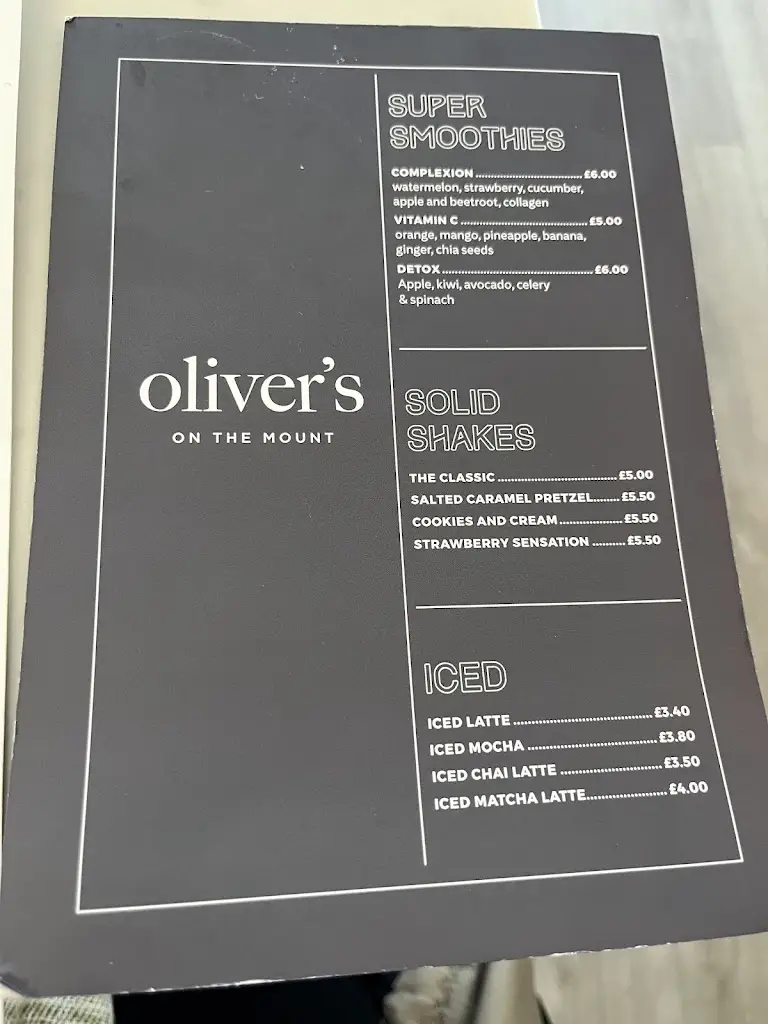 oliver's
ON THE MOUNT
SUPER
SMOOTHIES
COMPLEXION ................................ £6.00
watermelon, strawberry, cucumber,
apple and beetroot, collagen
VITAMIN C ...................................... £5.00
orange, mango, pineapple, banana,
ginger, chia seeds
DETOX ............................................. £6.00
Apple, kiwi, avocado, celery
& spinach
SOLID
SHAKES
THE CLASSIC .................................. £5.00
SALTED CARAMEL PRETZEL ....... £5.50
COOKIES AND CREAM .................. £5.50
STRAWBERRY SENSATION .......... £5.50
ICED
ICED LATTE ...................................... £3.40
ICED MOCHA ................................... £3.80
ICED CHAI LATTE ........................... £3.50
ICED MATCHA LATTE ..................... £4.00